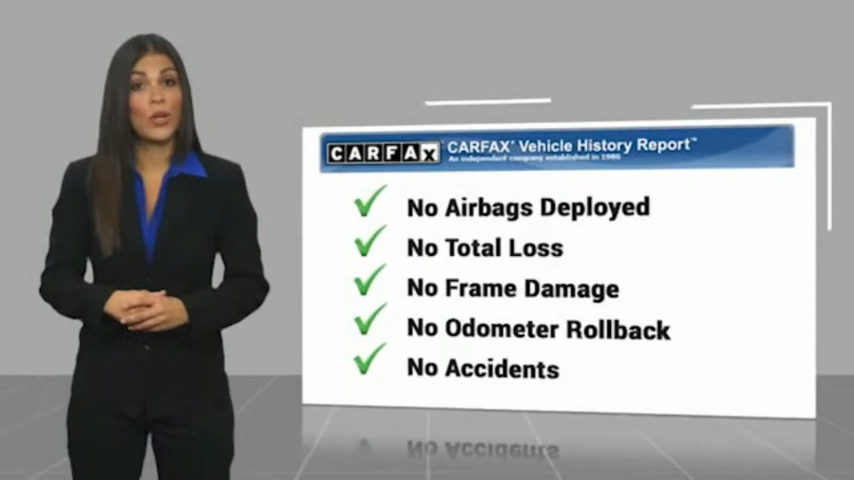 CARFAX CARFAX® Vehicle History Report™
An independent company established in 1986
No Airbags Deployed
No Total Loss
No Frame Damage
No Odometer Rollback
No Accidents